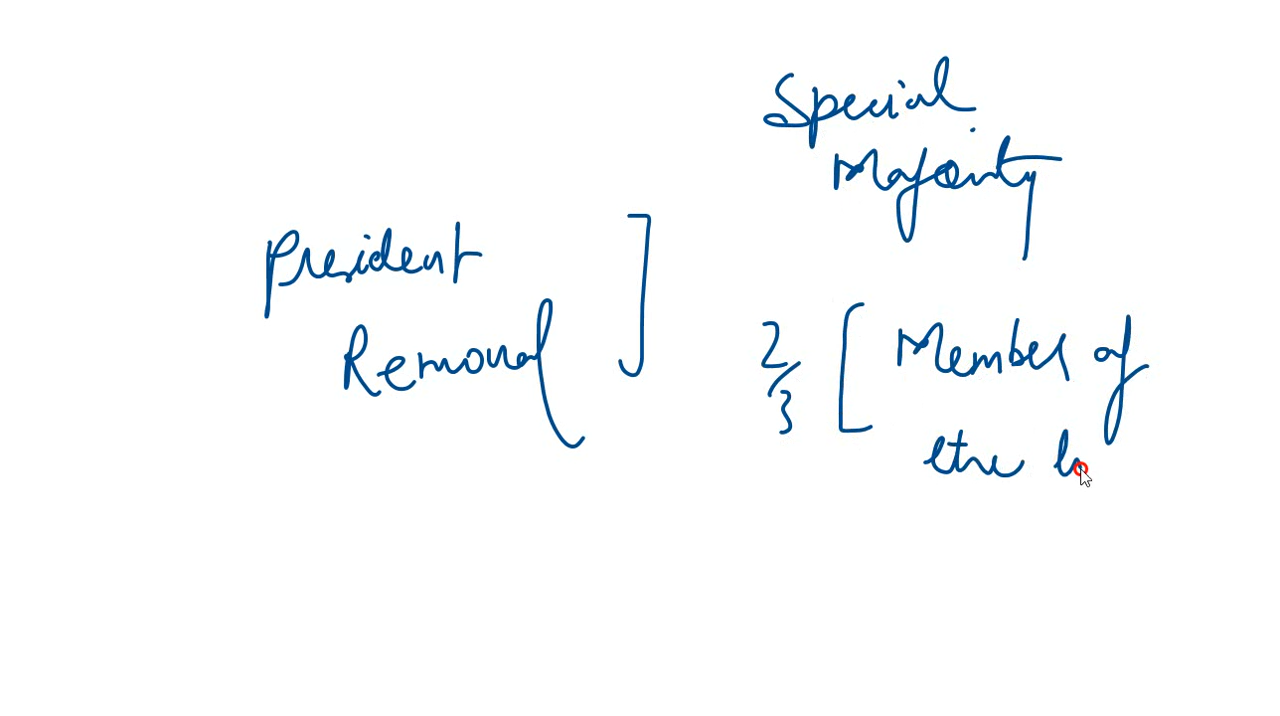 Special
Majority
President
Removal
2/3 [ Member of
the